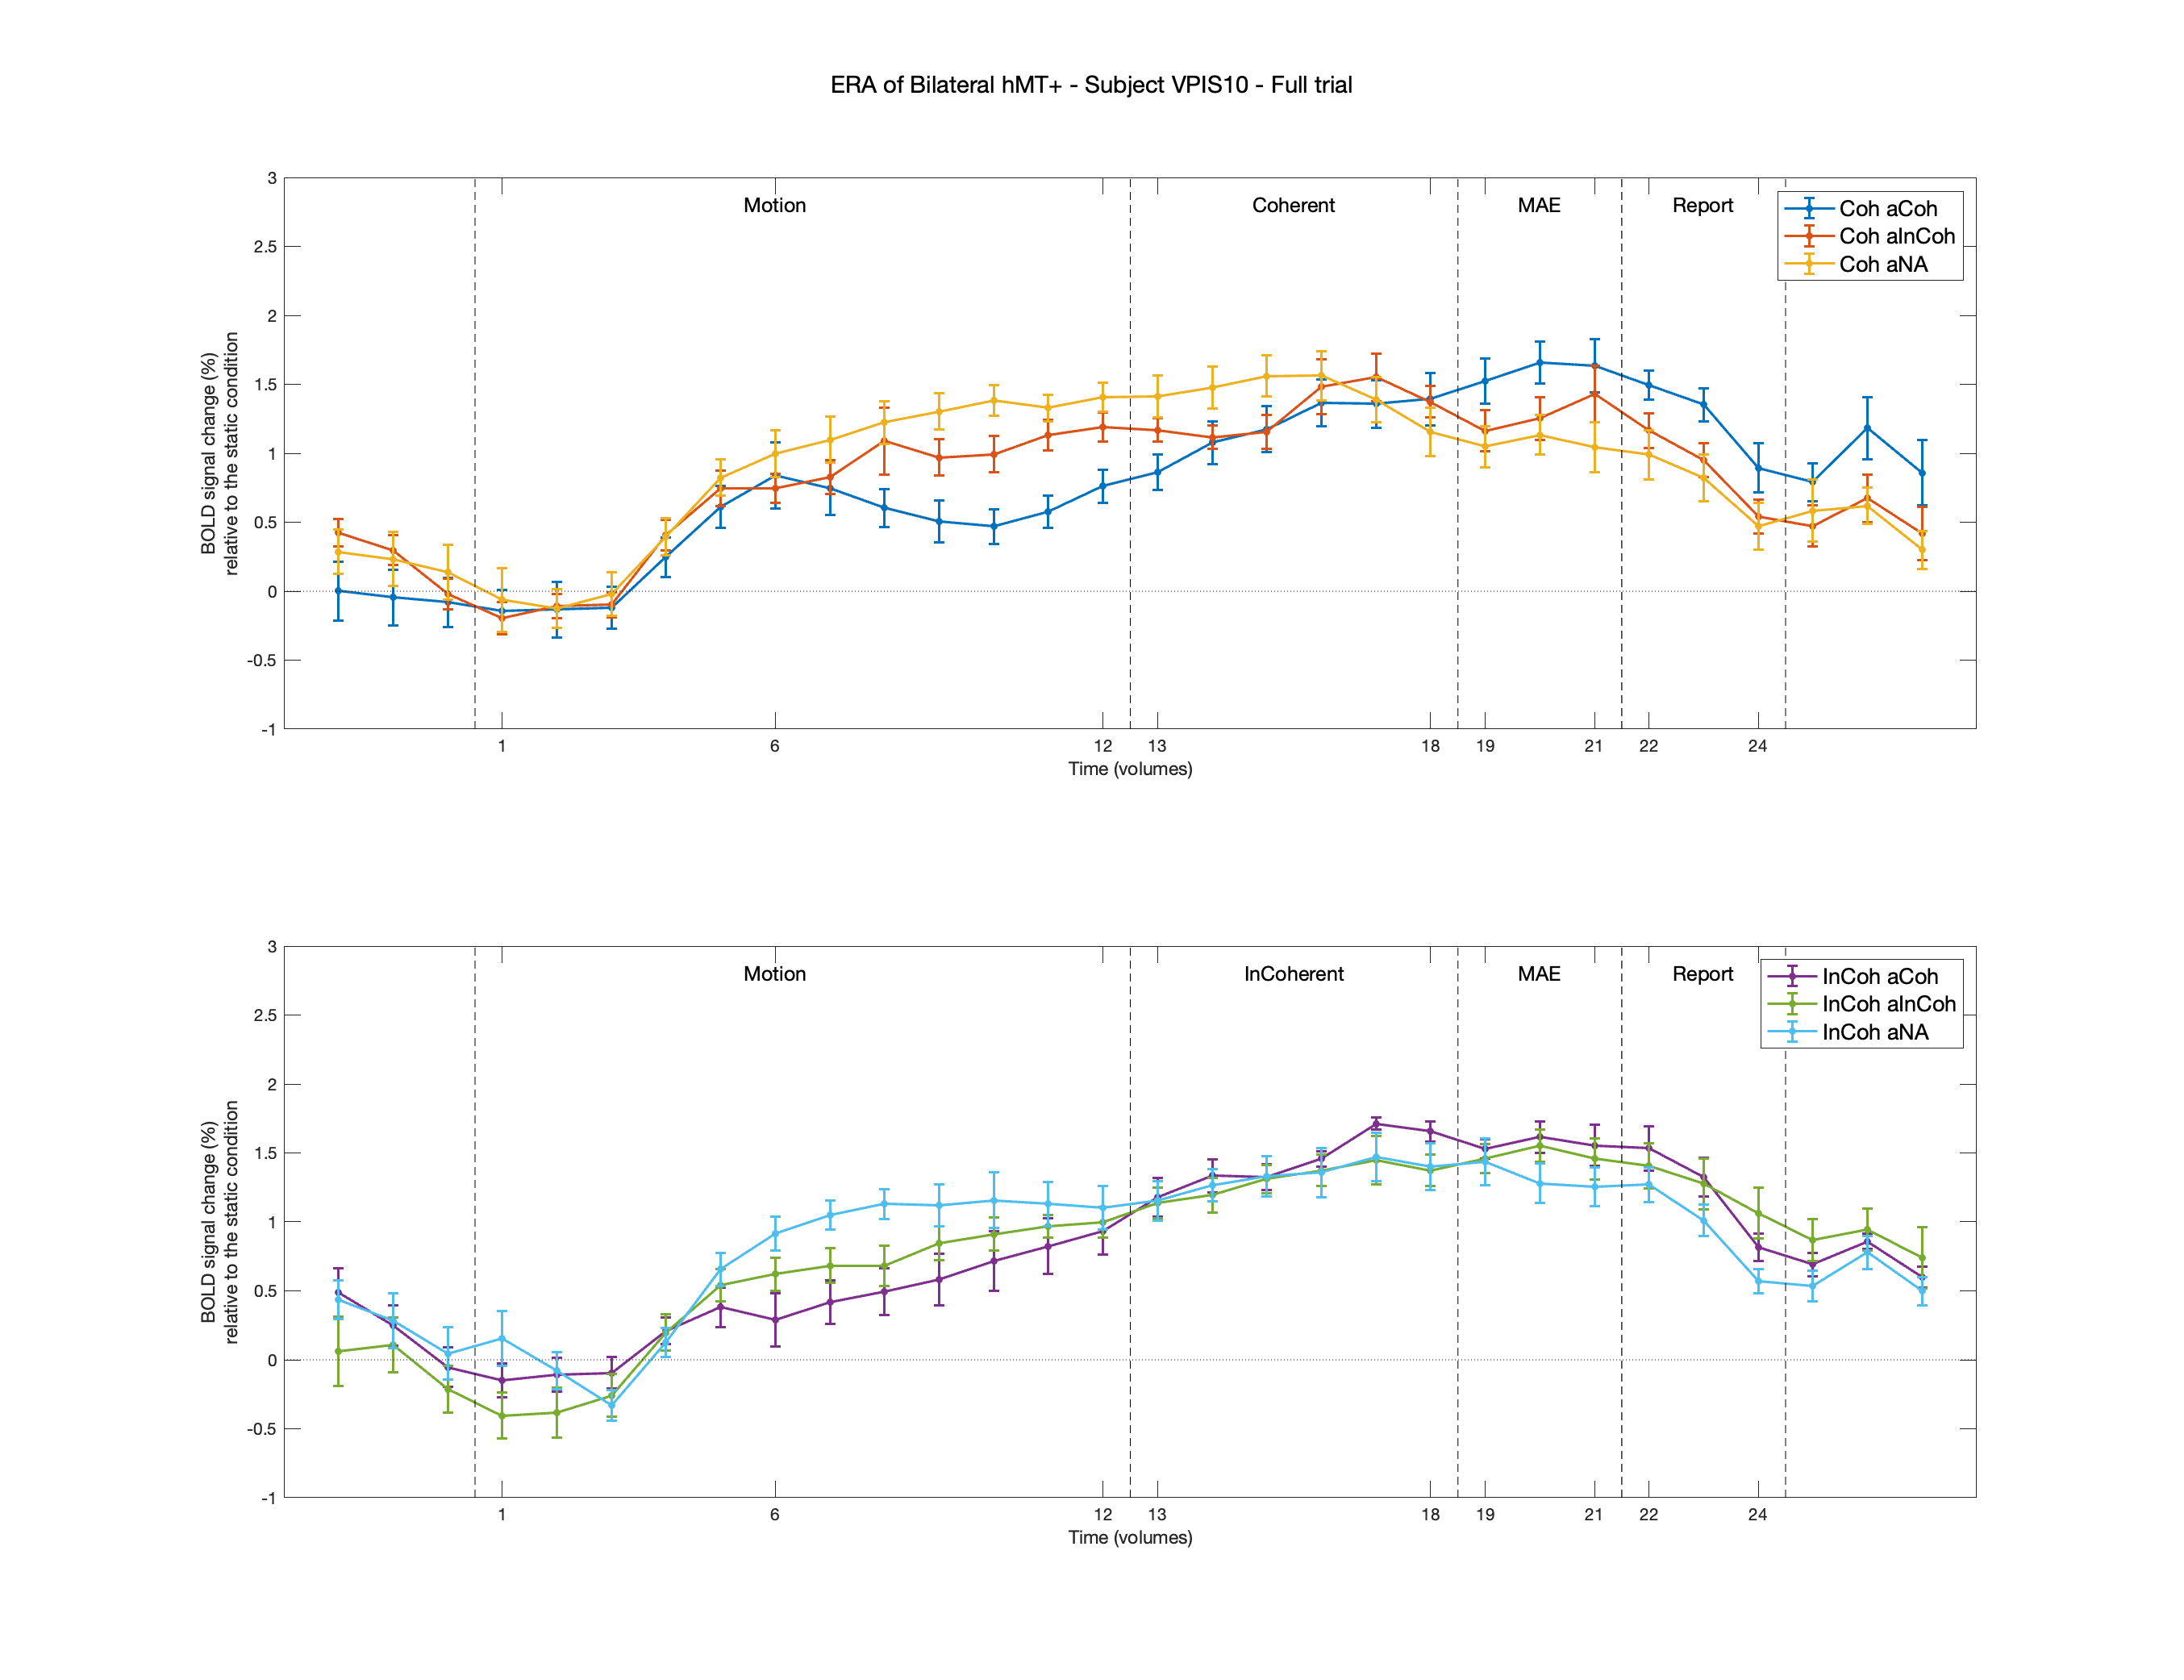 ERA of Bilateral hMT+ - Subject VPIS10 - Full trial
Motion
Coherent
MAE
Report
Coh aCoh
Coh aInCoh
Coh aNA
3
2.5
2
1.5
1
0.5
0
-0.5
-1
BOLD signal change (%)
relative to the static condition
1 6 12 13 18 19 21 22 24
Time (volumes)
Motion
InCoherent
MAE
Report
InCoh aCoh
InCoh aInCoh
InCoh aNA
3
2.5
2
1.5
1
0.5
0
-0.5
-1
BOLD signal change (%)
relative to the static condition
1 6 12 13 18 19 21 22 24
Time (volumes)